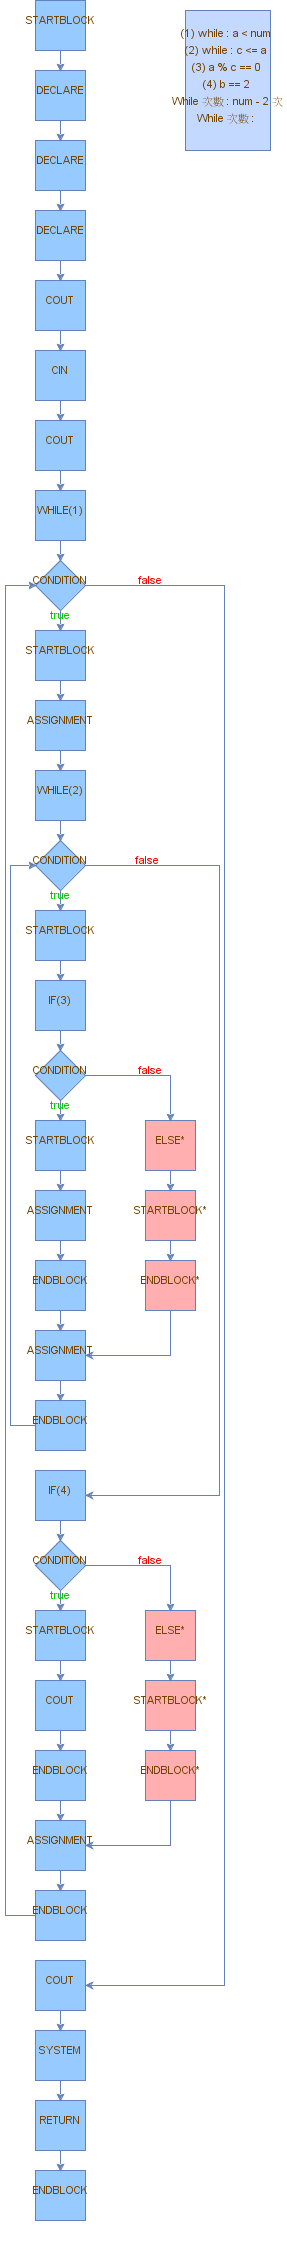 STARTBLOCK
(1) while : a < num
(2) while : c <= a
(3) a % c == 0
(4) b == 2
While 次數 : num - 2 次
While 次數 :
DECLARE
DECLARE
DECLARE
COUT
CIN
COUT
WHILE(1)
CONDITION
false
true
STARTBLOCK
ASSIGNMENT
WHILE(2)
CONDITION
false
true
STARTBLOCK
IF(3)
CONDITION
false
true
STARTBLOCK
ELSE*
ASSIGNMENT
STARTBLOCK*
ENDBLOCK
ENDBLOCK*
ASSIGNMENT
ENDBLOCK
IF(4)
CONDITION
false
true
STARTBLOCK
ELSE*
COUT
STARTBLOCK*
ENDBLOCK
ENDBLOCK*
ASSIGNMENT
ENDBLOCK
COUT
SYSTEM
RETURN
ENDBLOCK